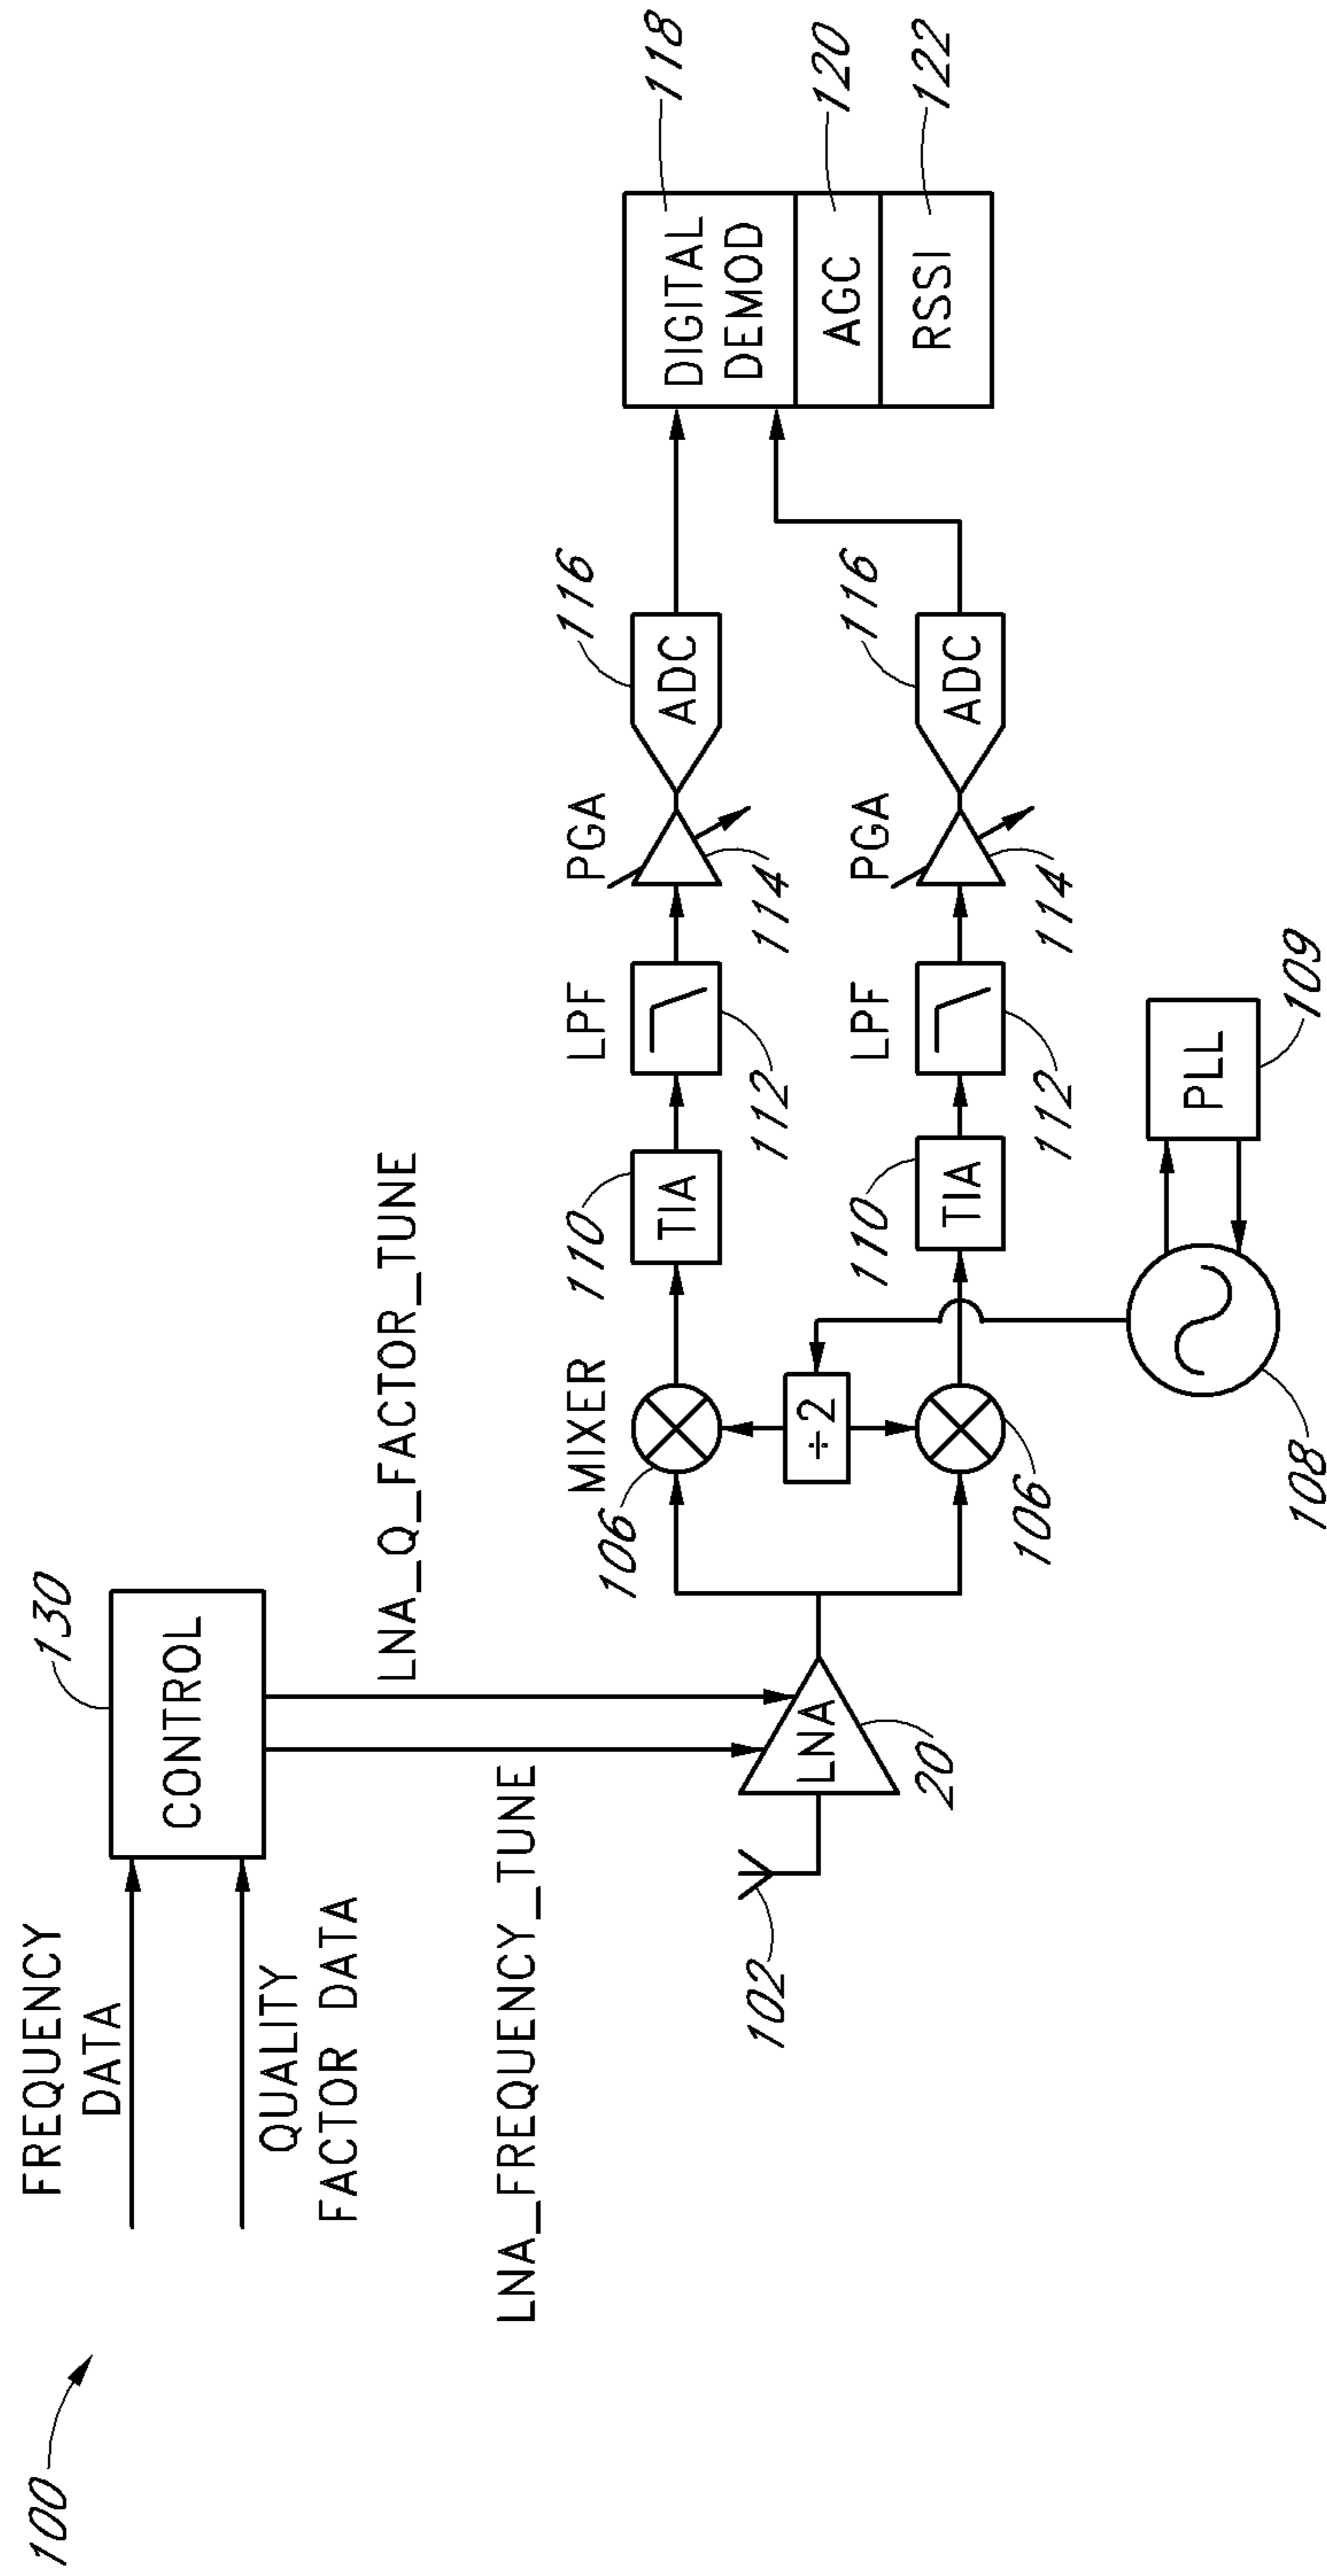 100
FREQUENCY
DATA
QUALITY
FACTOR DATA
130
CONTROL
LNA_Q_FACTOR_TUNE
LNA_FREQUENCY_TUNE
102
LNA
20
MIXER
106
÷2
106
110
TIA
LPF
112
PGA
114
116
ADC
110
TIA
LPF
112
PGA
114
116
ADC
108
PLL
109
DIGITAL
DEMOD
118
AGC
120
RSSI
122